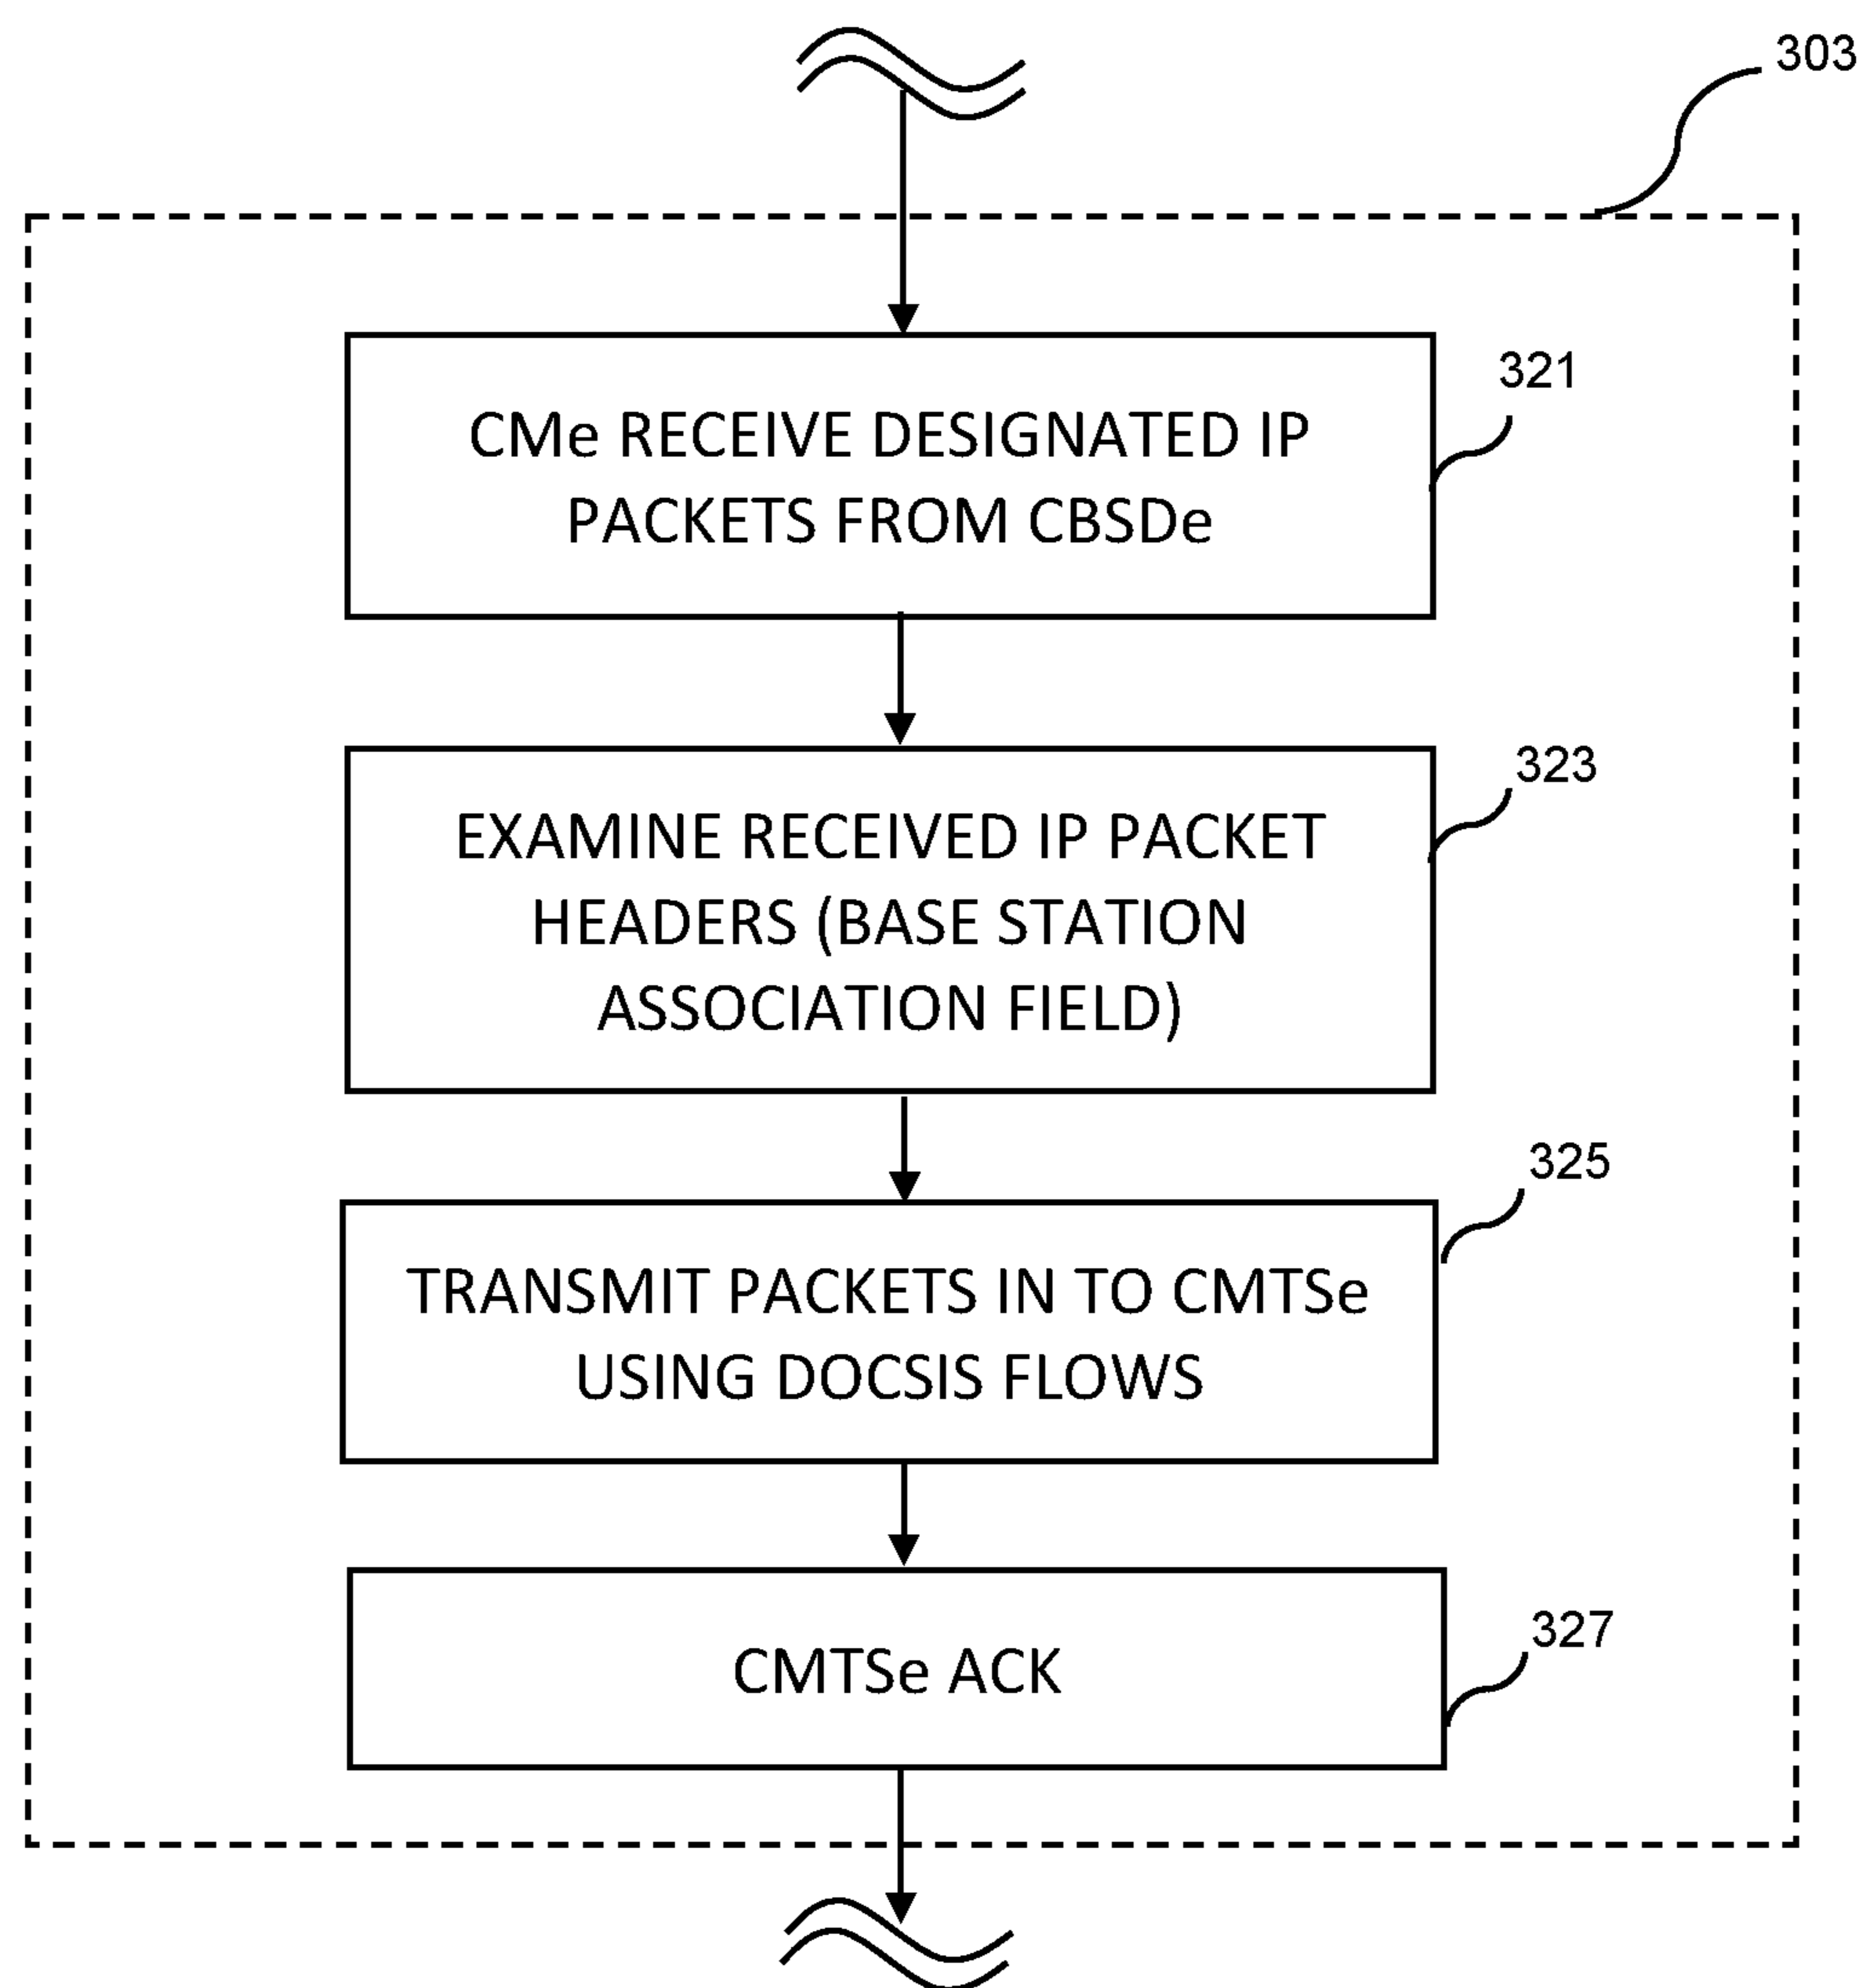 303
321
CMe RECEIVE DESIGNATED IP
PACKETS FROM CBSDe
323
EXAMINE RECEIVED IP PACKET
HEADERS (BASE STATION
ASSOCIATION FIELD)
325
TRANSMIT PACKETS IN TO CMTSe
USING DOCSIS FLOWS
327
CMTSe ACK